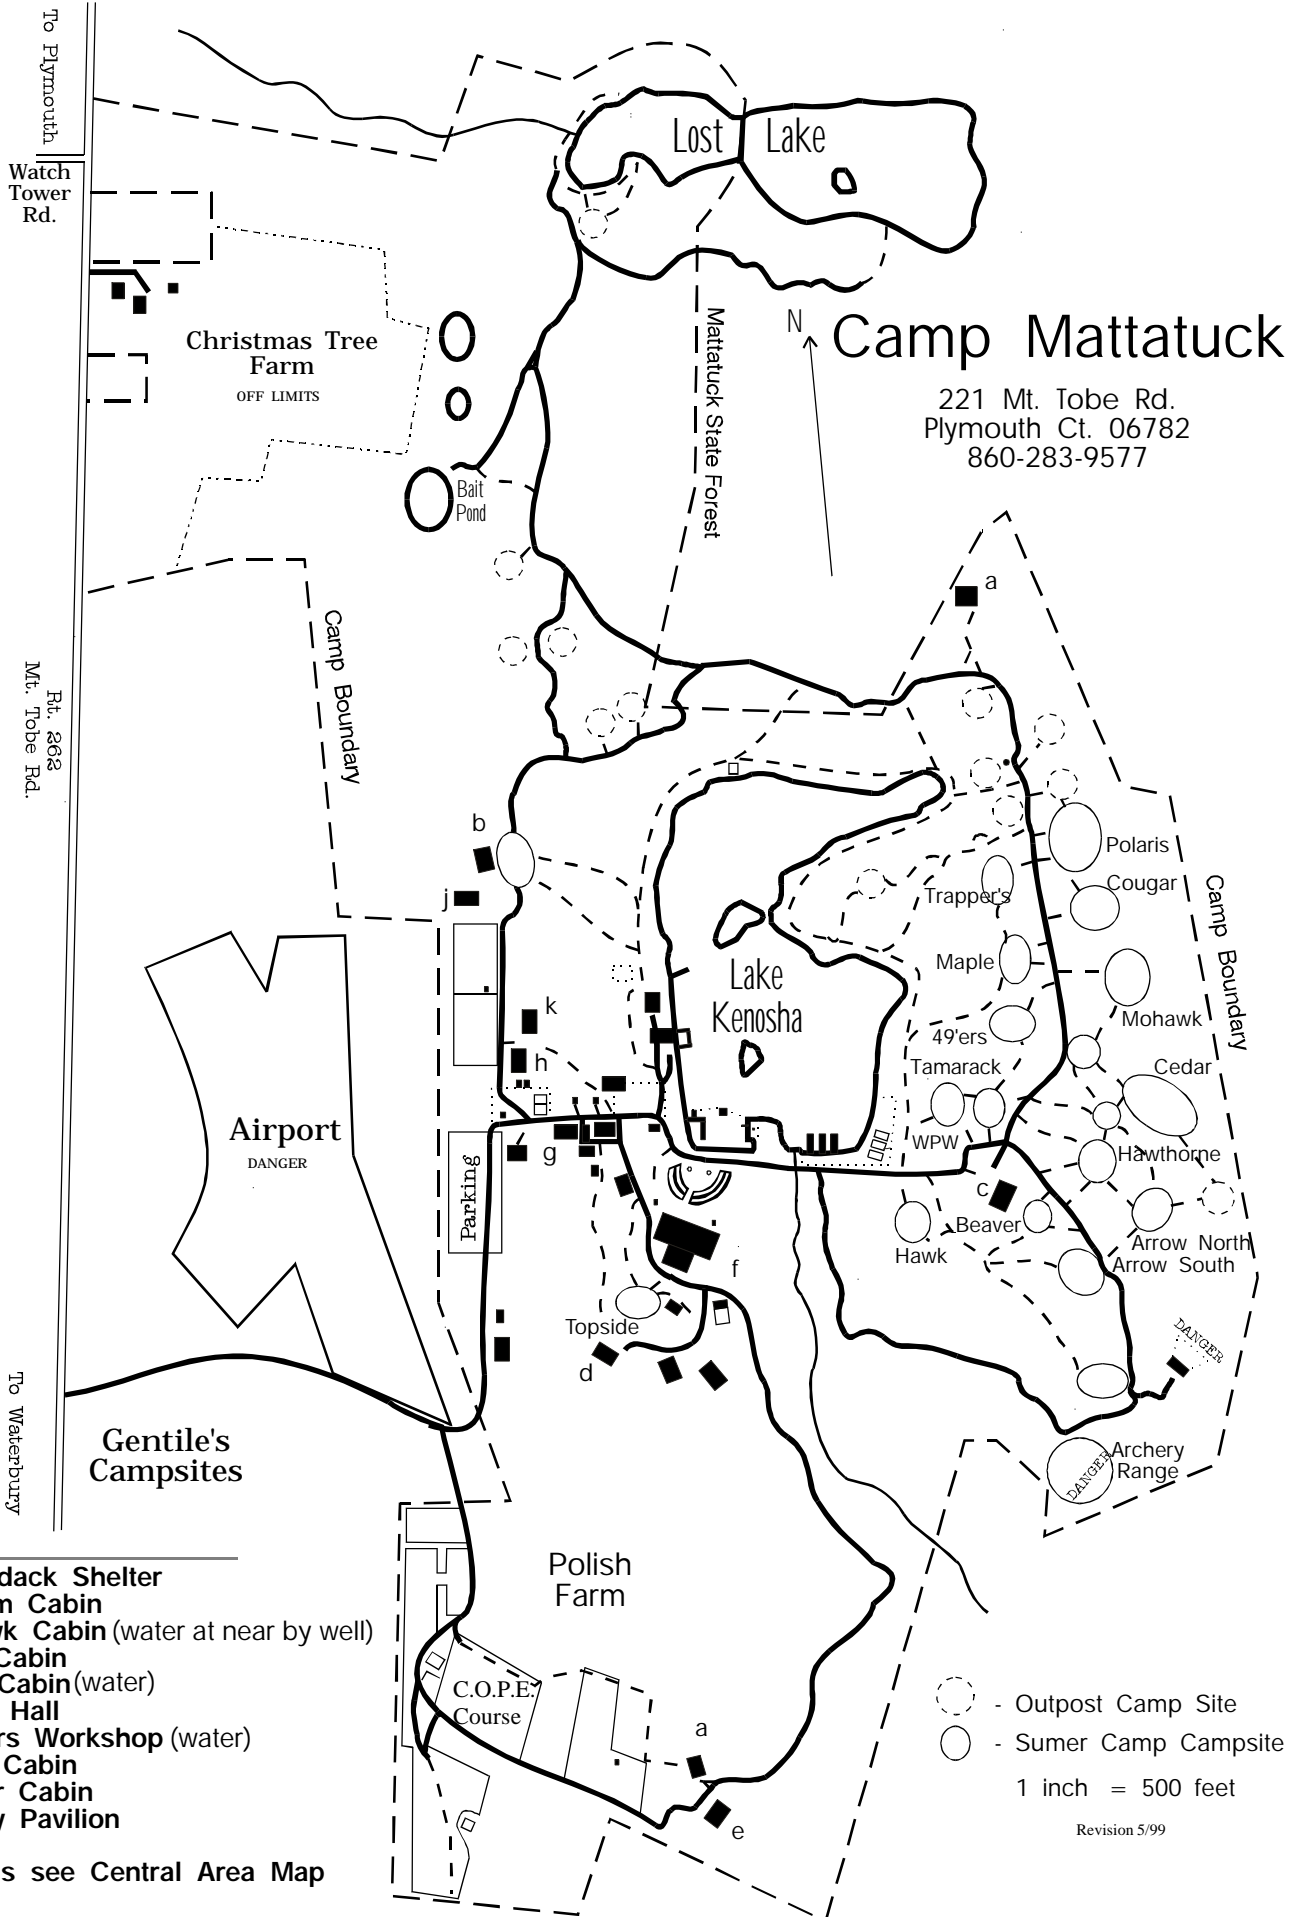 To Plymouth
Watch
Tower
Rd.
Lost Lake
Christmas Tree
Farm
OFF LIMITS
Mattatuck State Forest
N
Camp Mattatuck
221 Mt. Tobe Rd.
Plymouth Ct. 06782
860-283-9577
Bait
Pond
a
Camp Boundary
Rt. 262
Mt. Tobe Rd.
b
j
Polaris
Cougar
Trapper's
Camp Boundary
Maple
Lake
Kenosha
k
Mohawk
49'ers
h
Tamarack
Cedar
Airport
DANGER
g
WPW
Hawthorne
Parking
c
Beaver
Hawk
Arrow North
Arrow South
f
Topside
d
DANGER
To Waterbury
Gentile's
Campsites
Archery
Range
DANGER
Polish
Farm
dack Shelter
m Cabin
wk Cabin (water at near by well)
Cabin
Cabin (water)
Hall
rs Workshop (water)
Cabin
r Cabin
y Pavilion
s see Central Area Map
C.O.P.E.
Course
a
e
- Outpost Camp Site
- Sumer Camp Campsite
1 inch = 500 feet
Revision 5/99